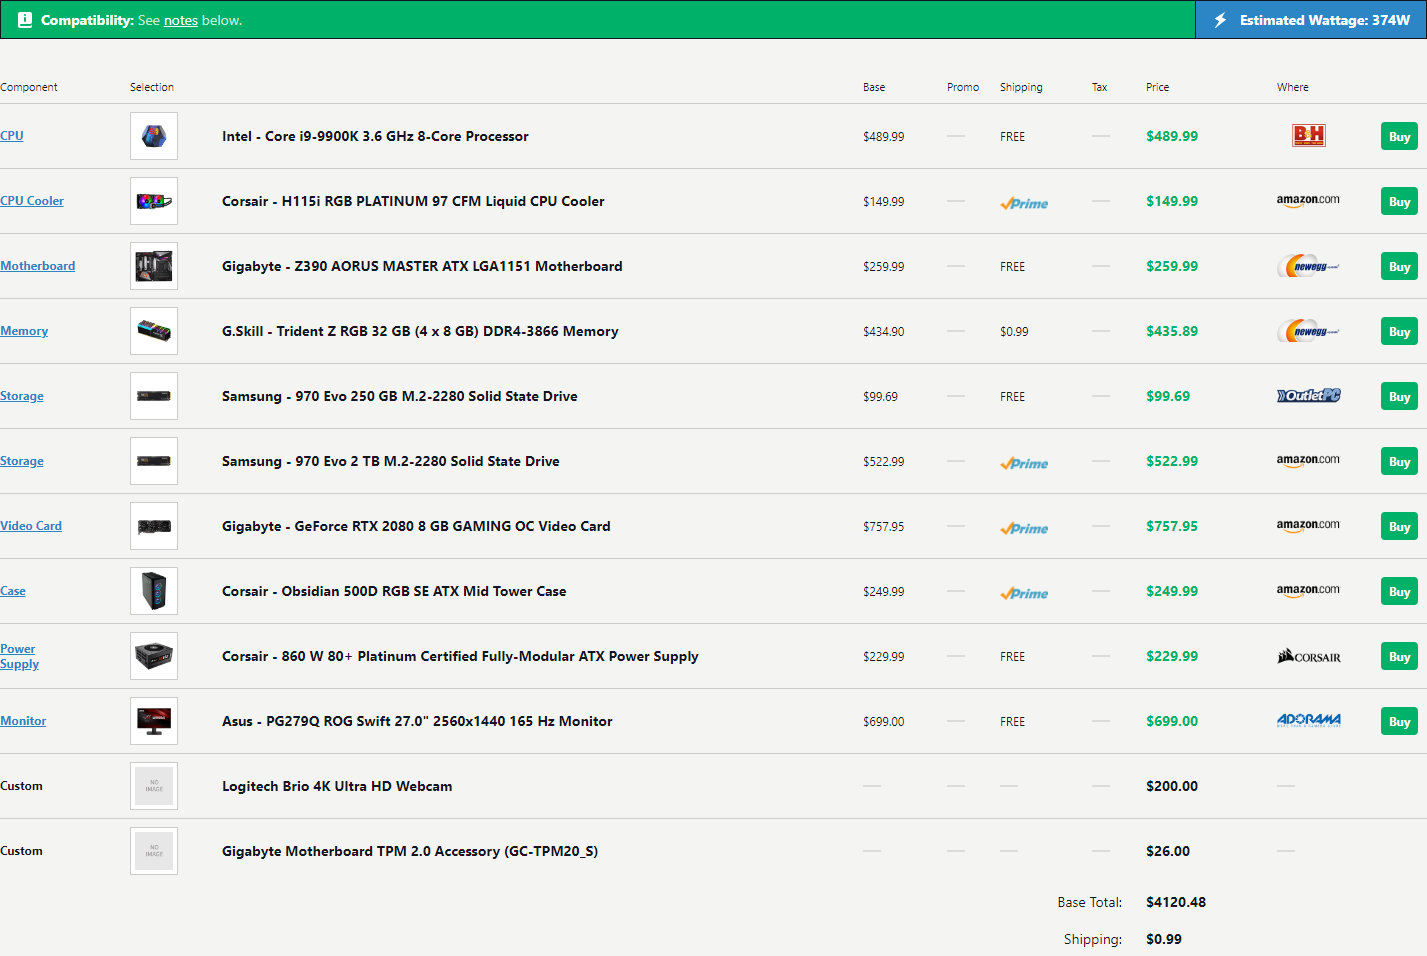 Compatibility: See notes below.
Estimated Wattage: 374W
Component Selection Base Promo Shipping Tax Price Where
CPU Intel - Core i9-9900K 3.6 GHz 8-Core Processor $489.99 — FREE — $489.99 B&H Buy
CPU Cooler Corsair - H115i RGB PLATINUM 97 CFM Liquid CPU Cooler $149.99 — Prime — $149.99 amazon.com Buy
Motherboard Gigabyte - Z390 AORUS MASTER ATX LGA1151 Motherboard $259.99 — FREE — $259.99 newegg Buy
Memory G.Skill - Trident Z RGB 32 GB (4 x 8 GB) DDR4-3866 Memory $434.90 — $0.99 — $435.89 newegg Buy
Storage Samsung - 970 Evo 250 GB M.2-2280 Solid State Drive $99.69 — FREE — $99.69 OutletPC Buy
Storage Samsung - 970 Evo 2 TB M.2-2280 Solid State Drive $522.99 — Prime — $522.99 amazon.com Buy
Video Card Gigabyte - GeForce RTX 2080 8 GB GAMING OC Video Card $757.95 — Prime — $757.95 amazon.com Buy
Case Corsair - Obsidian 500D RGB SE ATX Mid Tower Case $249.99 — Prime — $249.99 amazon.com Buy
Power
Supply Corsair - 860 W 80+ Platinum Certified Fully-Modular ATX Power Supply $229.99 — FREE — $229.99 CORSAIR Buy
Monitor Asus - PG279Q ROG Swift 27.0" 2560x1440 165 Hz Monitor $699.00 — FREE — $699.00 ADORAMA Buy
Custom NO IMAGE Logitech Brio 4K Ultra HD Webcam — — — — $200.00 —
Custom NO IMAGE Gigabyte Motherboard TPM 2.0 Accessory (GC-TPM20_S) — — — — $26.00 —
Base Total: $4120.48
Shipping: $0.99